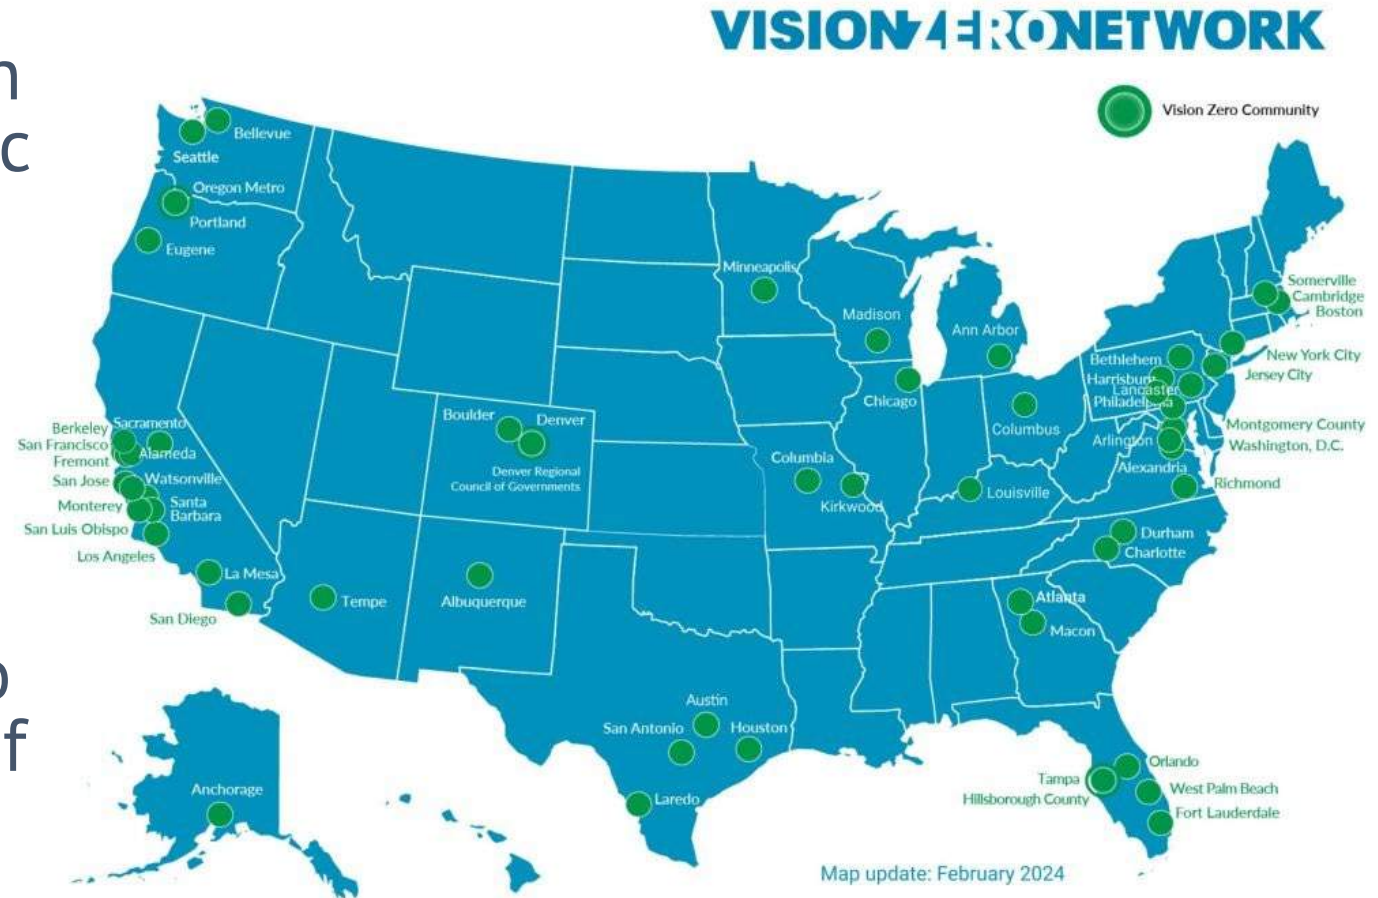 VISIONZERONETWORK
n
c
Vision Zero Community
Bellevue
Seattle
Oregon Metro
Portland
Eugene
Minneapolis
Madison
Ann Arbor
Somerville
Cambridge
Boston
New York City
Jersey City
Bethlehem
Harrisburg
Lancaster
Philadelphia
Chicago
Columbus
Montgomery County
Washington, D.C.
Arlington
Alexandria
Richmond
Boulder
Denver
Denver Regional
Council of Governments
Columbia
Kirkwood
Louisville
Berkeley
Sacramento
San Francisco
Alameda
Fremont
San Jose
Watsonville
Monterey
Santa
Barbara
San Luis Obispo
Los Angeles
La Mesa
San Diego
Tempe
Albuquerque
Durham
Charlotte
Atlanta
Macon
o
f
Austin
San Antonio
Houston
Laredo
Orlando
Tampa
West Palm Beach
Hillsborough County
Fort Lauderdale
Anchorage
Map update: February 2024